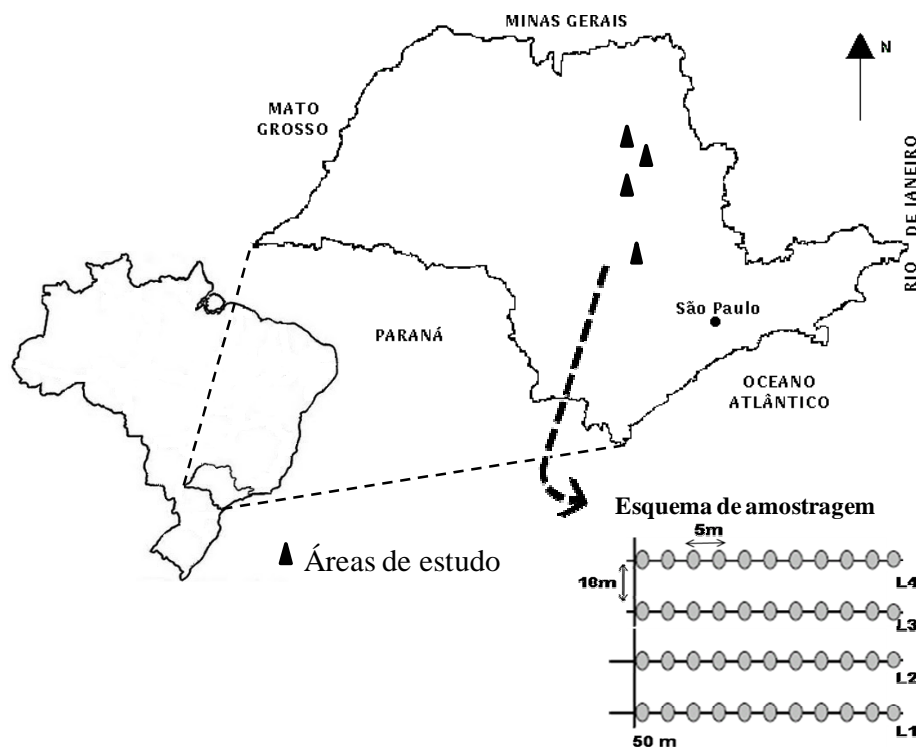 MINAS GERAIS
N
MATO
GROSSO
RIO DE JANEIRO
São Paulo
PARANÁ
OCEANO
ATLÂNTICO
Esquema de amostragem
5m
Áreas de estudo
10m
L4
L3
L2
L1
50 m